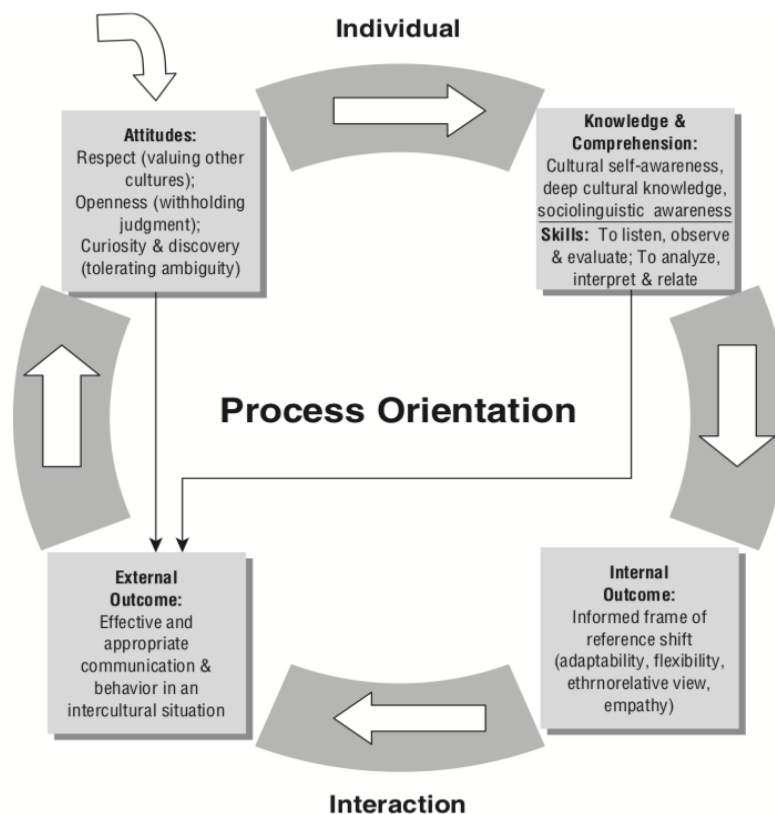 Individual
Attitudes:
Respect (valuing other
cultures);
Openness (withholding
judgment);
Curiosity & discovery
(tolerating ambiguity)
Knowledge &
Comprehension:
Cultural self-awareness,
deep cultural knowledge,
sociolinguistic awareness
Skills: To listen, observe
& evaluate; To analyze,
interpret & relate
Process Orientation
External
Outcome:
Effective and
appropriate
communication &
behavior in an
intercultural situation
Internal
Outcome:
Informed frame of
reference shift
(adaptability, flexibility,
ethrnorelative view,
empathy)
Interaction